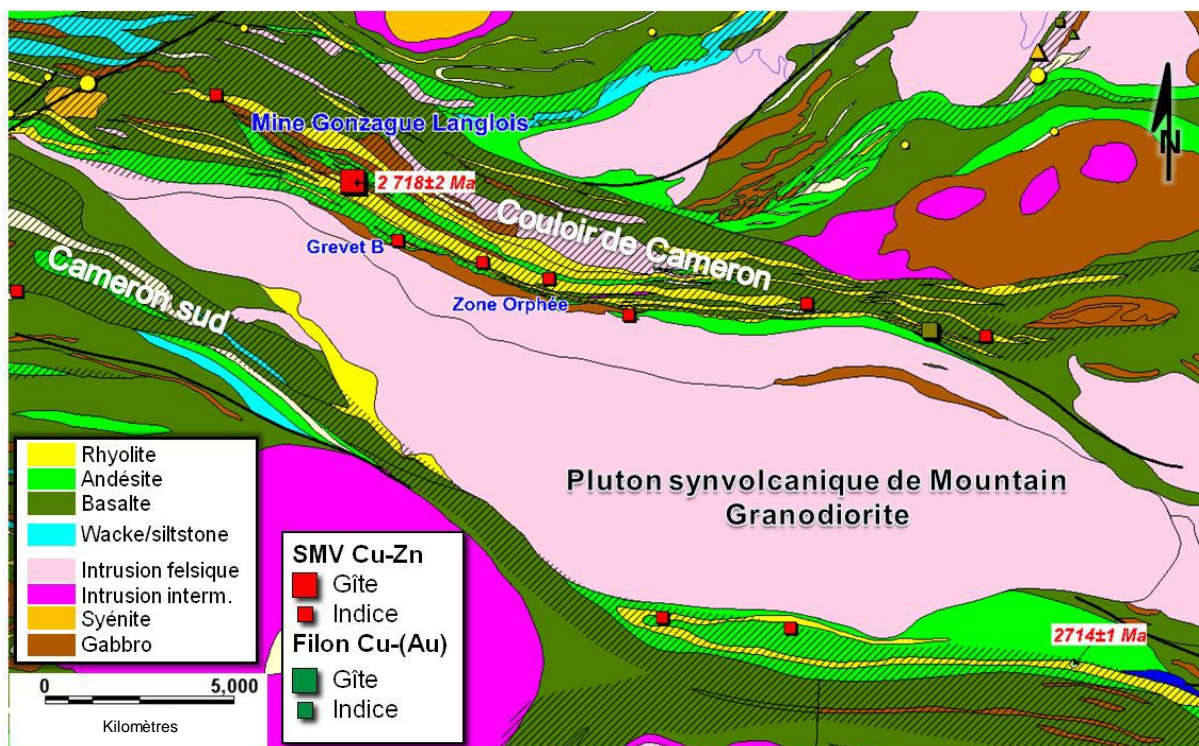 Mine Gonzague Langlois
N
2 718±2 Ma
Couloir de Cameron
Grevet B
Cameron sud
Zone Orphée
Pluton synvolcanique de Mountain
Granodiorite
2714±1 Ma
Rhyolite
Andésite
Basalte
Wacke/siltstone
Intrusion felsique
Intrusion interm.
Syénite
Gabbro
SMV Cu-Zn
Gîte
Indice
Filon Cu-(Au)
Gîte
Indice
0 5,000
Kilomètres